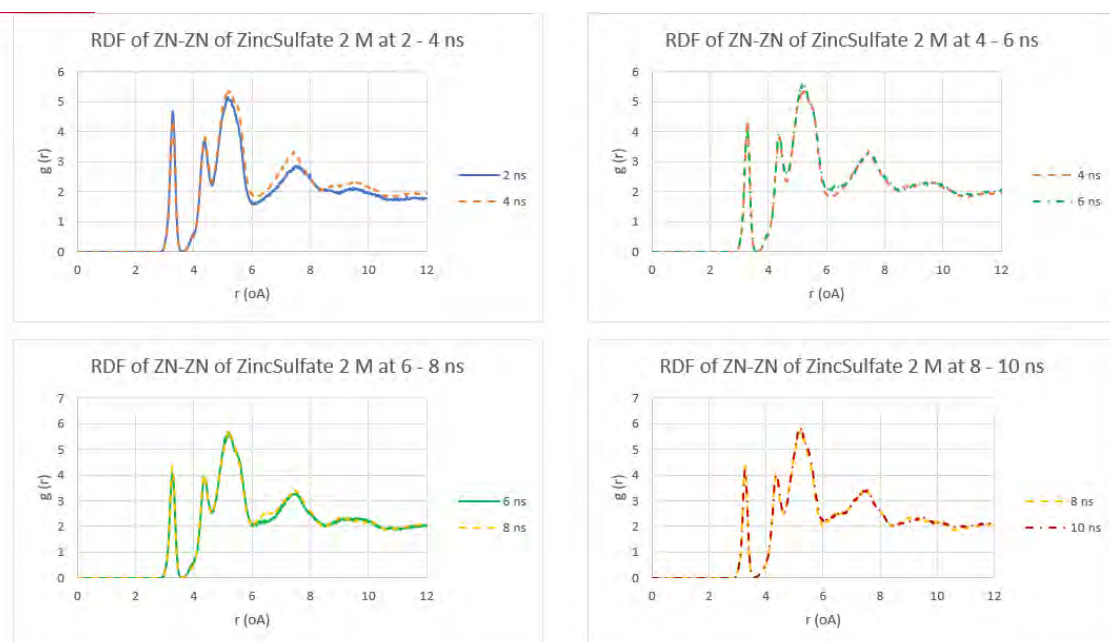 RDF of ZN-ZN of ZincSulfate 2 M at 2 - 4 ns
6
5
4
3
2
1
0
g (r)
0 2 4 6 8 10 12
r (oA)
2 ns
4 ns
RDF of ZN-ZN of ZincSulfate 2 M at 4 - 6 ns
6
5
4
3
2
1
0
g (r)
0 2 4 6 8 10 12
r (oA)
4 ns
6 ns
RDF of ZN-ZN of ZincSulfate 2 M at 6 - 8 ns
7
6
5
4
3
2
1
0
g (r)
0 2 4 6 8 10 12
r (oA)
6 ns
8 ns
RDF of ZN-ZN of ZincSulfate 2 M at 8 - 10 ns
7
6
5
4
3
2
1
0
g (r)
0 2 4 6 8 10 12
r (oA)
8 ns
10 ns